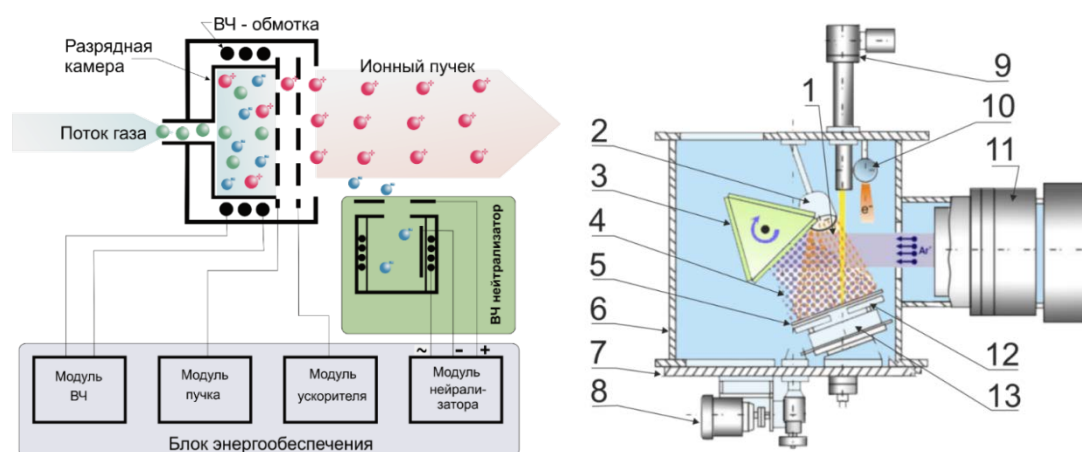 ВЧ - обмотка
Разрядная
камера
Ионный пучек
Поток газа
ВЧ нейтрализатор
~ − +
Модуль
ВЧ
Модуль
пучка
Модуль
ускорителя
Модуль
нейрали-
затора
Блок энергообеспечения
1
2
3
4
5
6
7
8
9
10
11
12
13
e⁻
Ar⁺